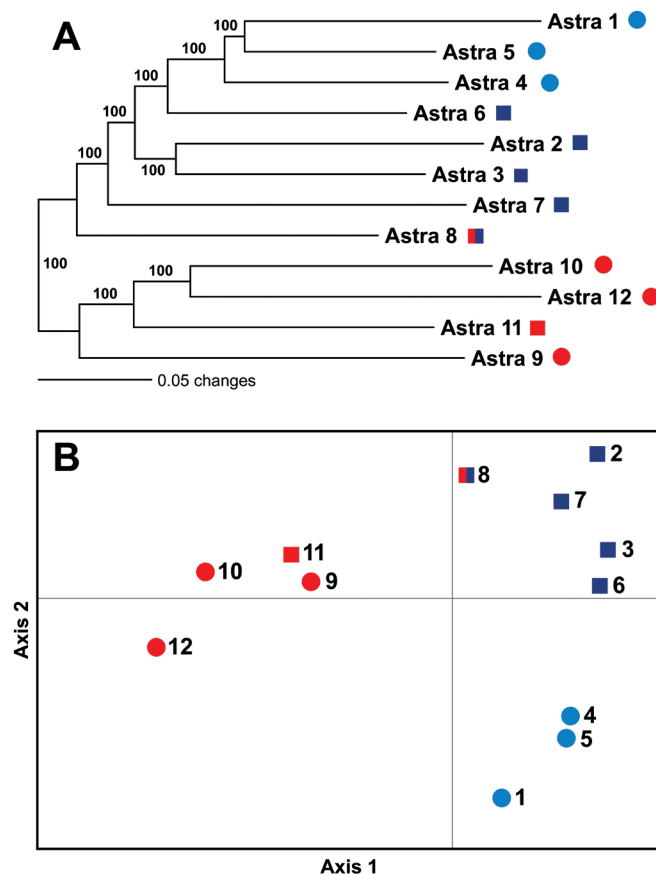 A
Astra 1
100
Astra 5
100
Astra 4
100
Astra 6
100
Astra 2
100
Astra 3
100
Astra 7
Astra 8
100
Astra 10
100
Astra 12
100
Astra 11
Astra 9
0.05 changes
B
2
8
7
3
11
10
9
6
12
4
5
1
Axis 2
Axis 1